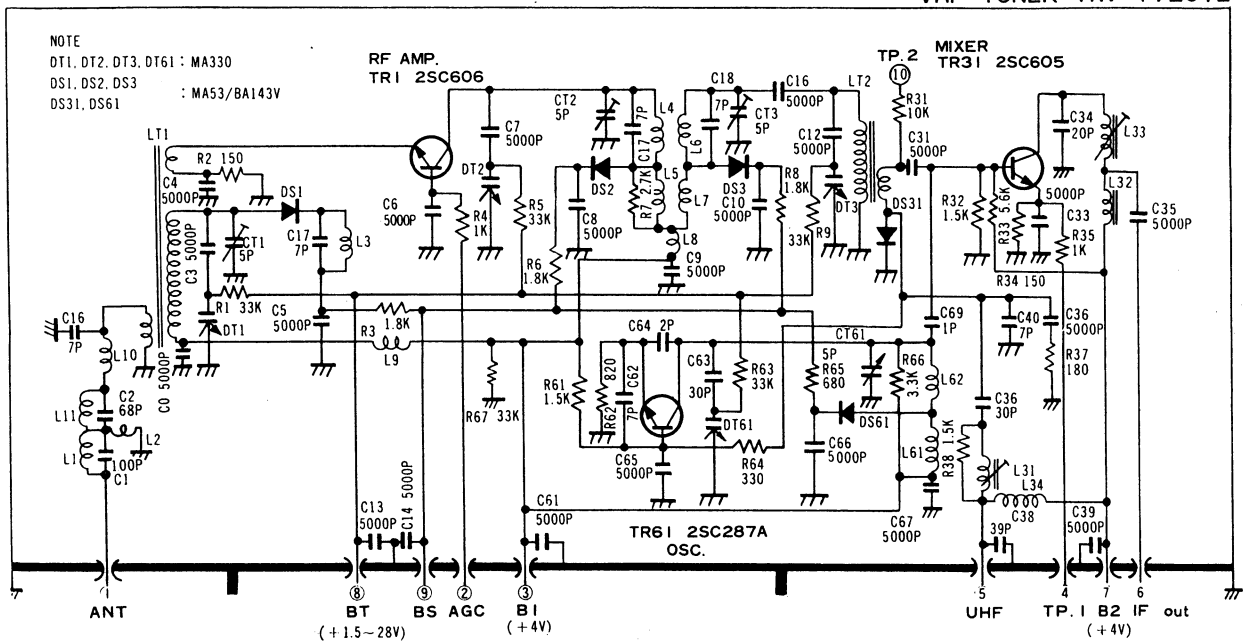 NOTE
DT1, DT2, DT3, DT61 : MA330
DS1, DS2, DS3
DS31, DS61
: MA53/BA143V
RF AMP.
TR1 2SC606
MIXER
TR31 2SC605
TP.2
10
R31
10K
LT1
R2 150
C4
5000P
DS1
C3 5000P
CT1
5P
C17
7P
L3
R1 33K
DT1
C16
7P
L10
C0 5000P
C2
68P
L11
L2
L1
100P
C1
C5
5000P
R3
1.8K
L9
C6
5000P
R4
1K
C7
5000P
DT2
R5
33K
R6
1.8K
CT2
5P
7P
C17
DS2
C8
5000P
R7 2.7K
L4
L5
L6
L7
L8
C9
5000P
C18
7P
CT3
5P
DS3
C10
5000P
C16
5000P
R8
1.8K
C12
5000P
LT2
DT3
R9
33K
DS31
C31
5000P
R32
1.5K
R33
5.6K
5000P
C33
R34 150
R35
1K
C34
20P
L33
L32
C35
5000P
C69
1P
C40
7P
C36
5000P
R37
180
R67 33K
R61
1.5K
R62
820
C62
7P
C64
2P
C63
30P
R63
33K
DT61
C65
5000P
R64
330
5P
R65
680
CT61
DS61
C66
5000P
R66
3.3K
L62
L61
C67
5000P
C36
30P
R38 1.5K
L31
L34
C38
39P
C39
5000P
TR61 2SC287A
OSC.
C13
5000P
C14 5000P
C61
5000P
ANT
8
BT
(+1.5~28V)
9
BS
2
AGC
3
B1
(+4V)
5
UHF
4
TP.1
7
B2
(+4V)
6
IF out